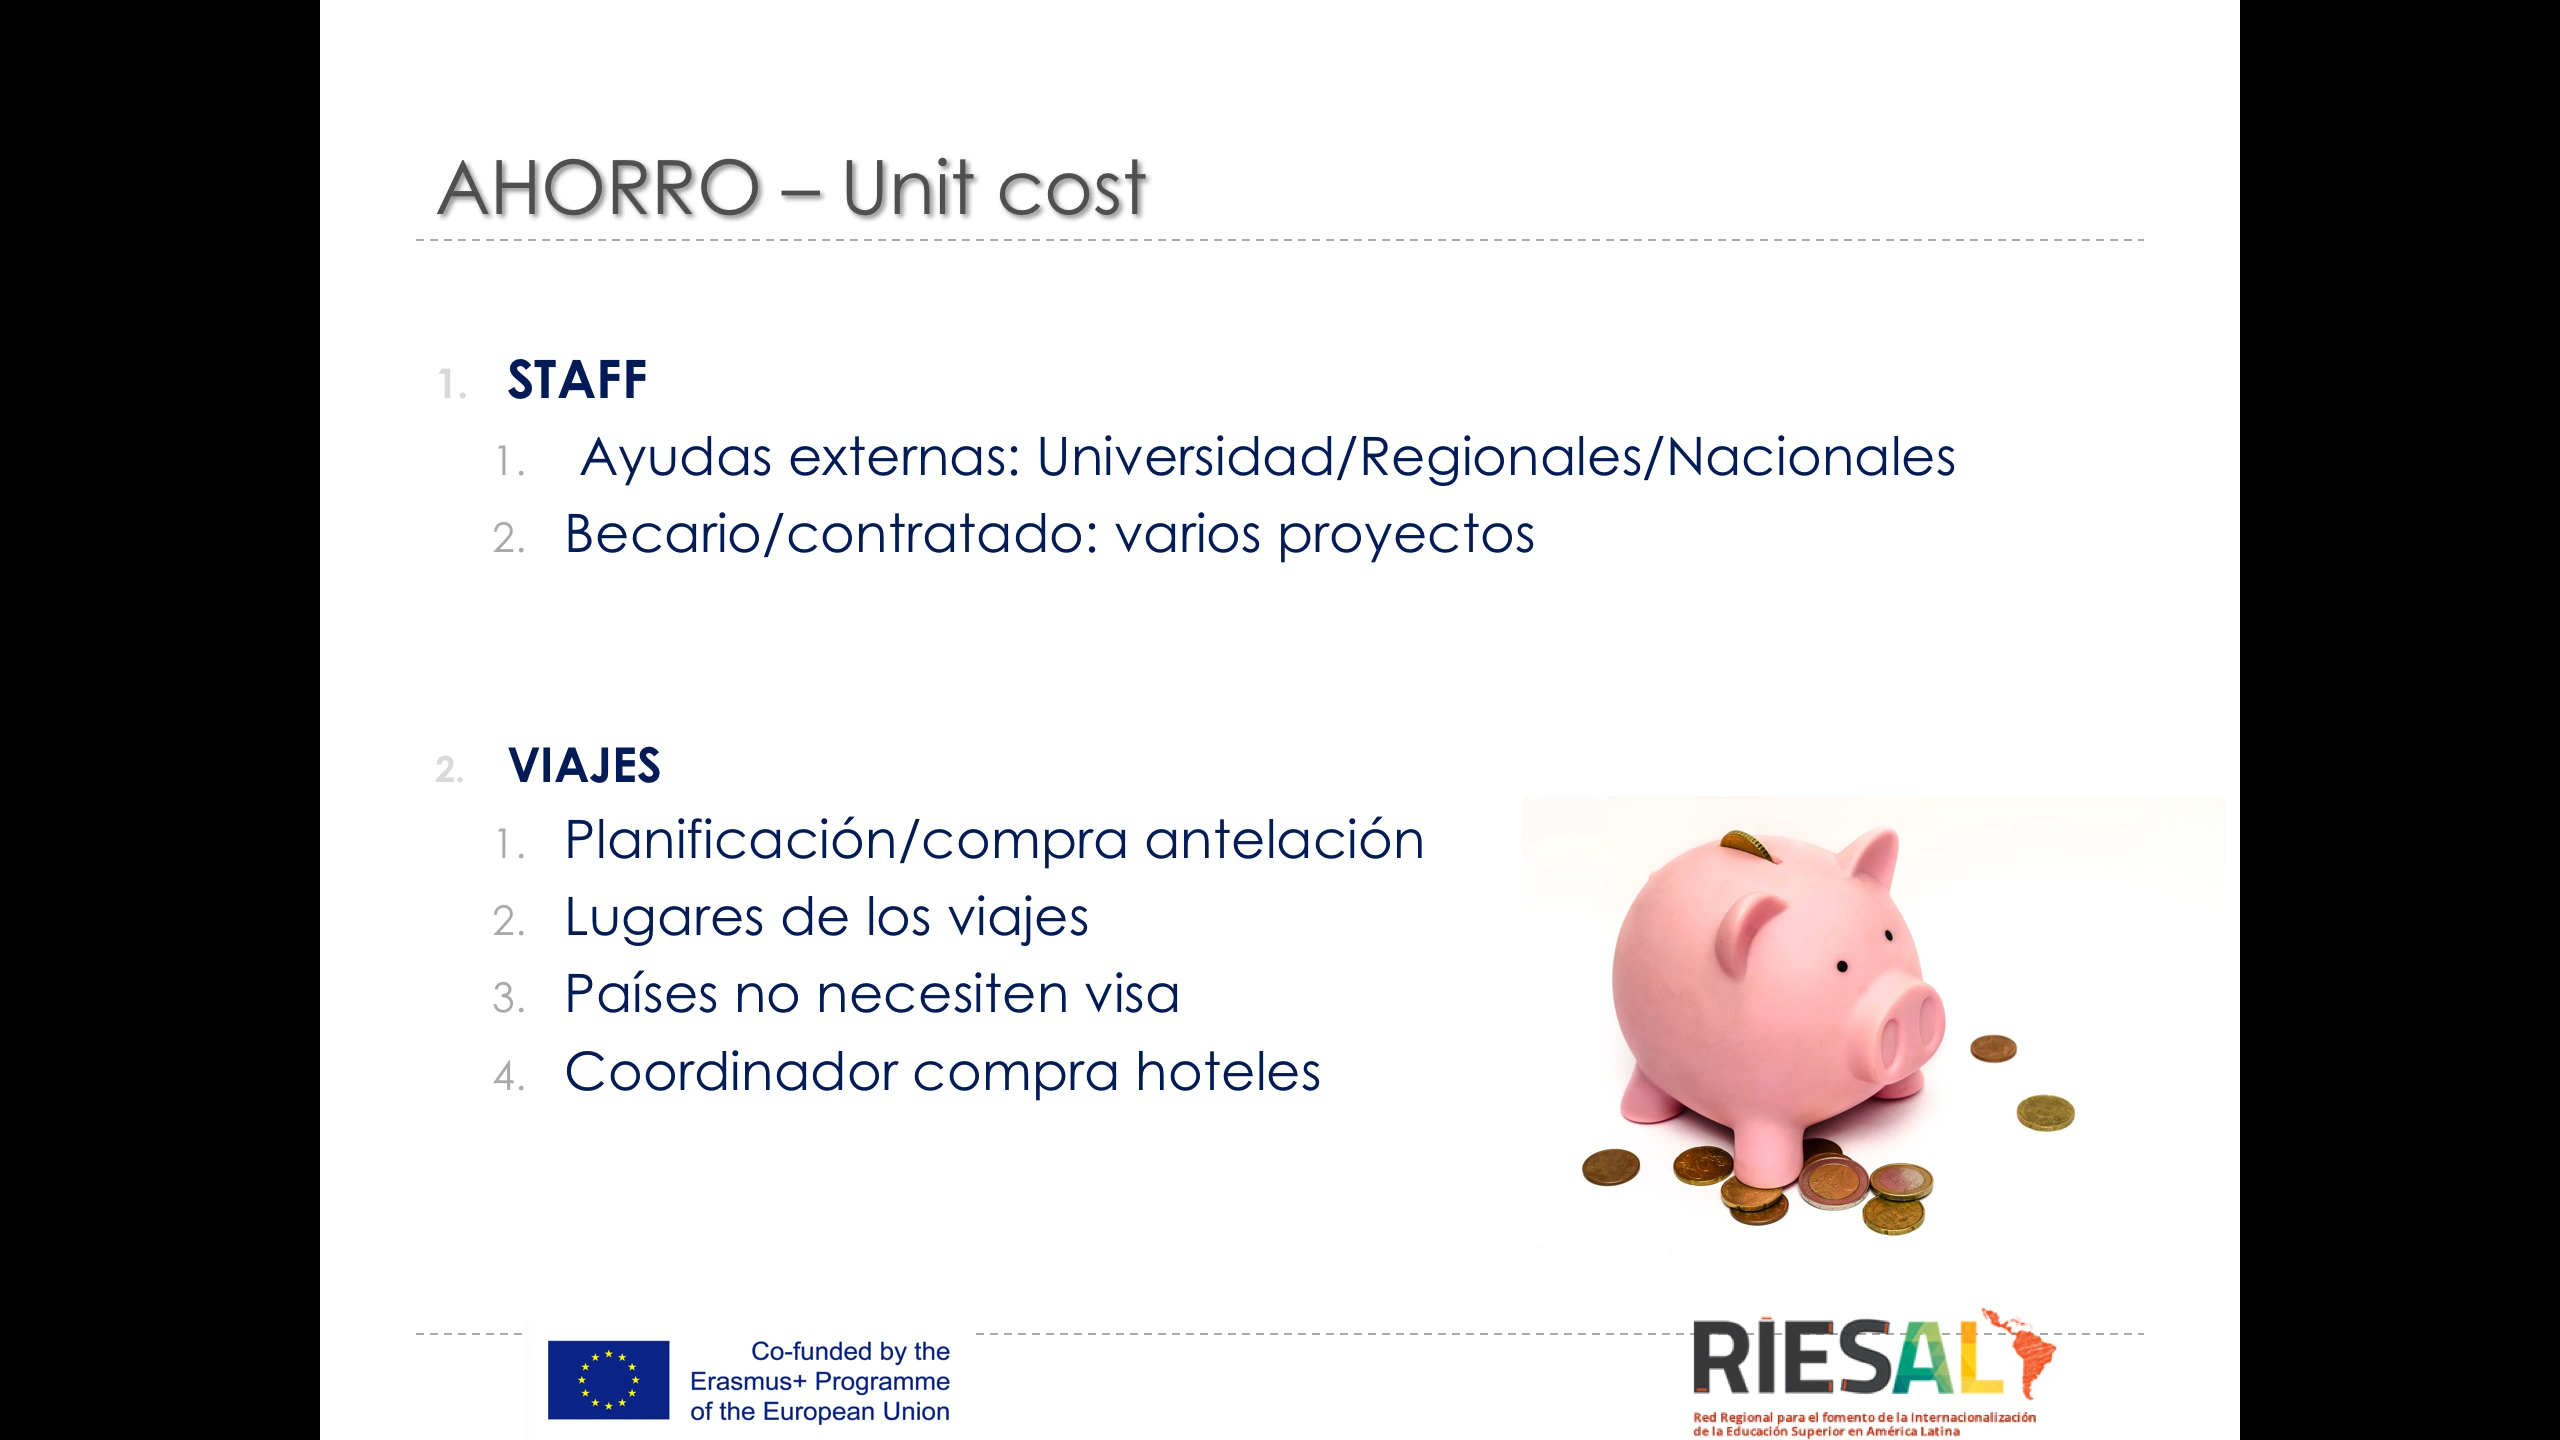 AHORRO – Unit cost
1. STAFF
1. Ayudas externas: Universidad/Regionales/Nacionales
2. Becario/contratado: varios proyectos
2. VIAJES
1. Planificación/compra antelación
2. Lugares de los viajes
3. Países no necesiten visa
4. Coordinador compra hoteles
Co-funded by the
Erasmus+ Programme
of the European Union
RIESAL
Red Regional para el fomento de la Internacionalización
de la Educación Superior en América Latina